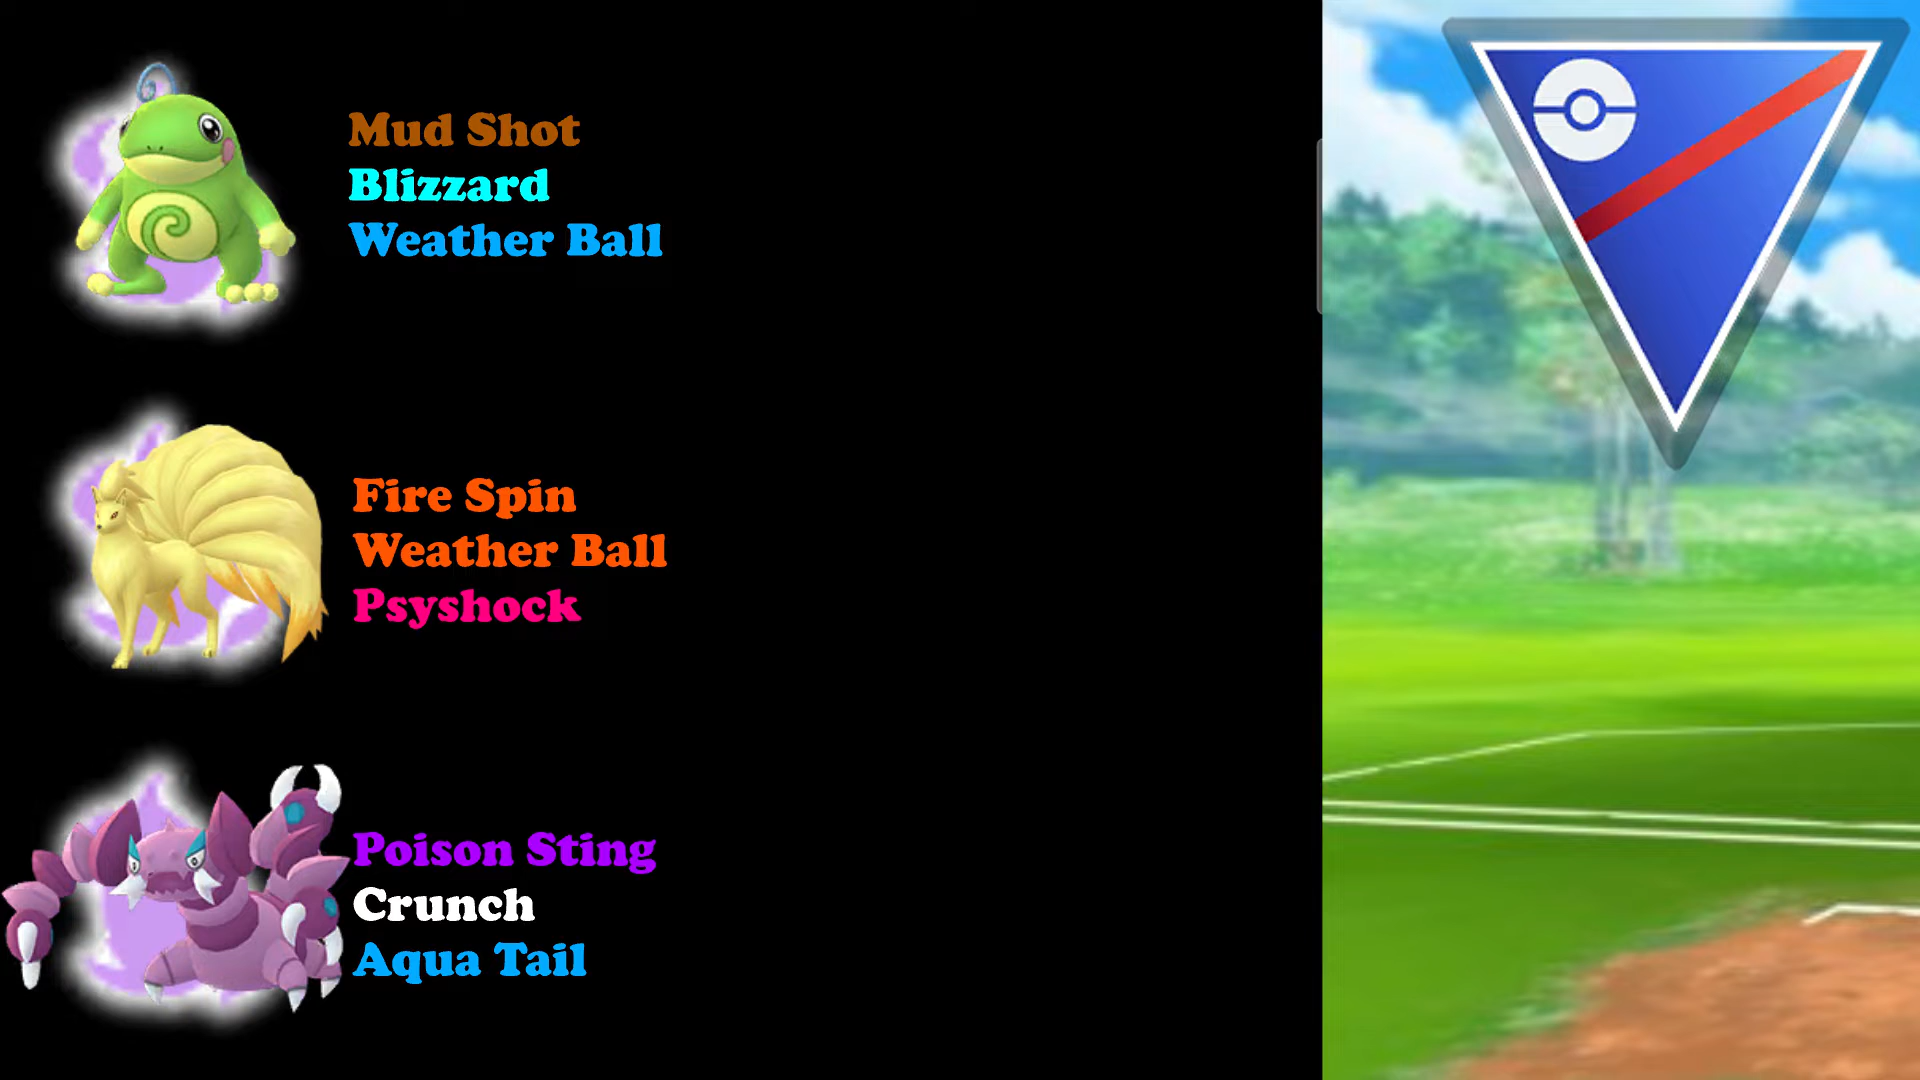 Mud Shot
Blizzard
Weather Ball
Fire Spin
Weather Ball
Psyshock
Poison Sting
Crunch
Aqua Tail